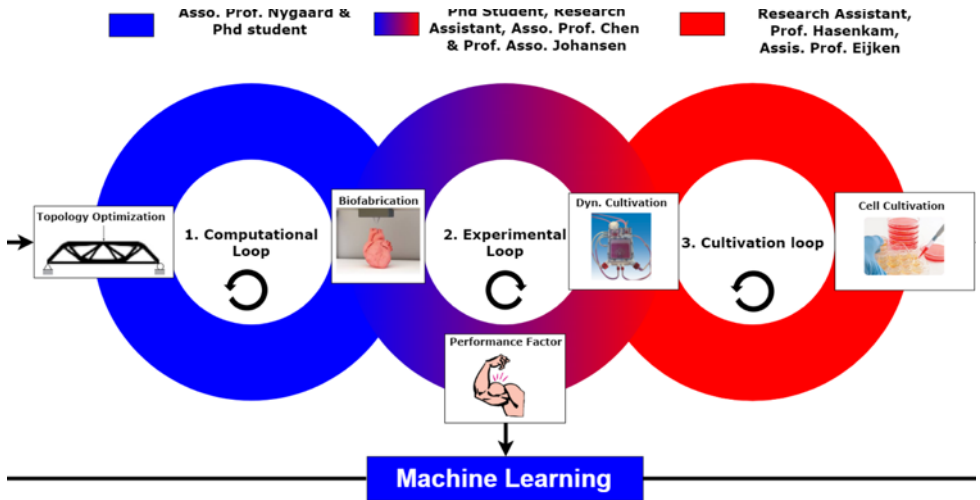 Asso. Prof. Nygaard &
Phd student
Phd Student, Research
Assistant, Asso. Prof. Chen
& Prof. Asso. Johansen
Research Assistant,
Prof. Hasenkam,
Assis. Prof. Eijken
Topology Optimization
1. Computational
Loop
Biofabrication
2. Experimental
Loop
Dyn. Cultivation
3. Cultivation loop
Cell Cultivation
Performance Factor
Machine Learning